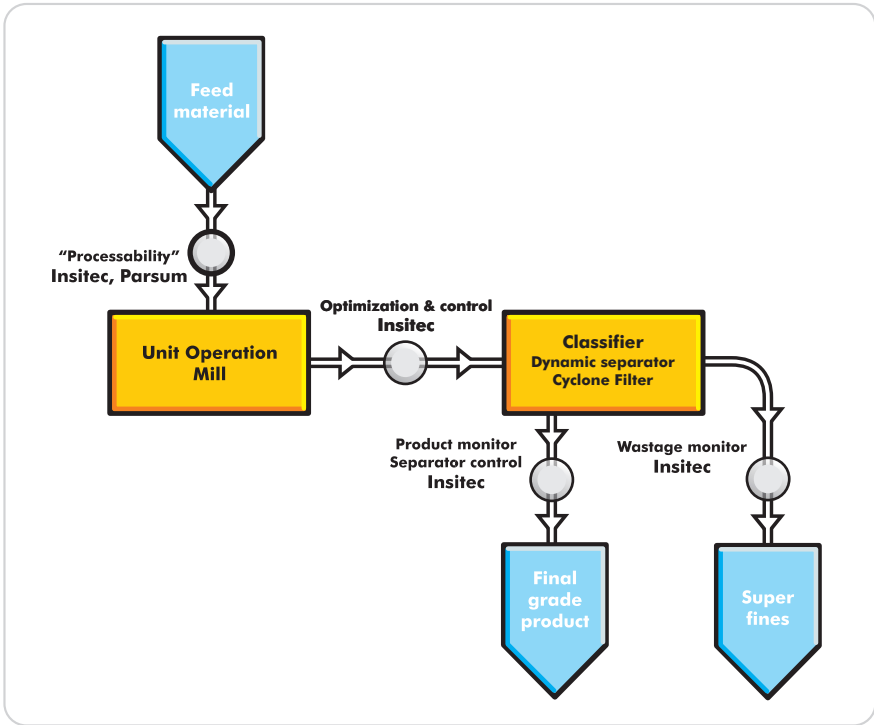 Feed
material
“Processability”
Insitec, Parsum
Optimization & control
Insitec
Unit Operation
Mill
Classifier
Dynamic separator
Cyclone Filter
Product monitor
Separator control
Insitec
Wastage monitor
Insitec
Final
grade
product
Super
fines